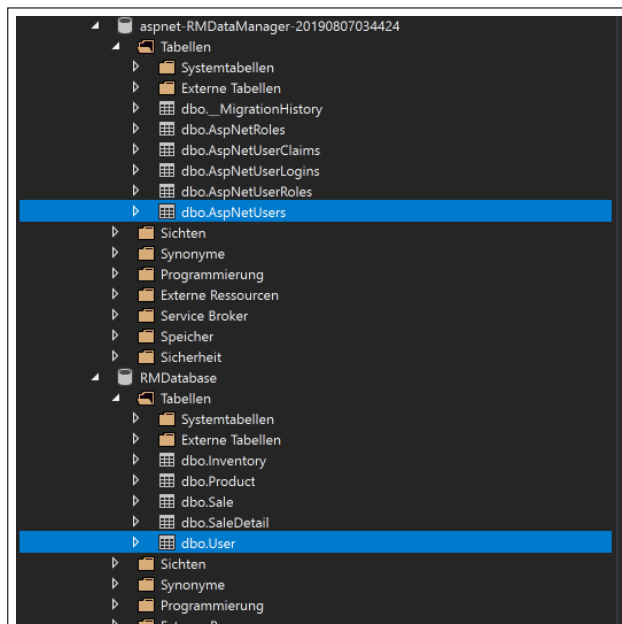 aspnet-RMDataManager-20190807034424
Tabellen
Systemtabellen
Externe Tabellen
dbo.__MigrationHistory
dbo.AspNetRoles
dbo.AspNetUserClaims
dbo.AspNetUserLogins
dbo.AspNetUserRoles
dbo.AspNetUsers
Sichten
Synonyme
Programmierung
Externe Ressourcen
Service Broker
Speicher
Sicherheit
RMDatabase
Tabellen
Systemtabellen
Externe Tabellen
dbo.Inventory
dbo.Product
dbo.Sale
dbo.SaleDetail
dbo.User
Sichten
Synonyme
Programmierung